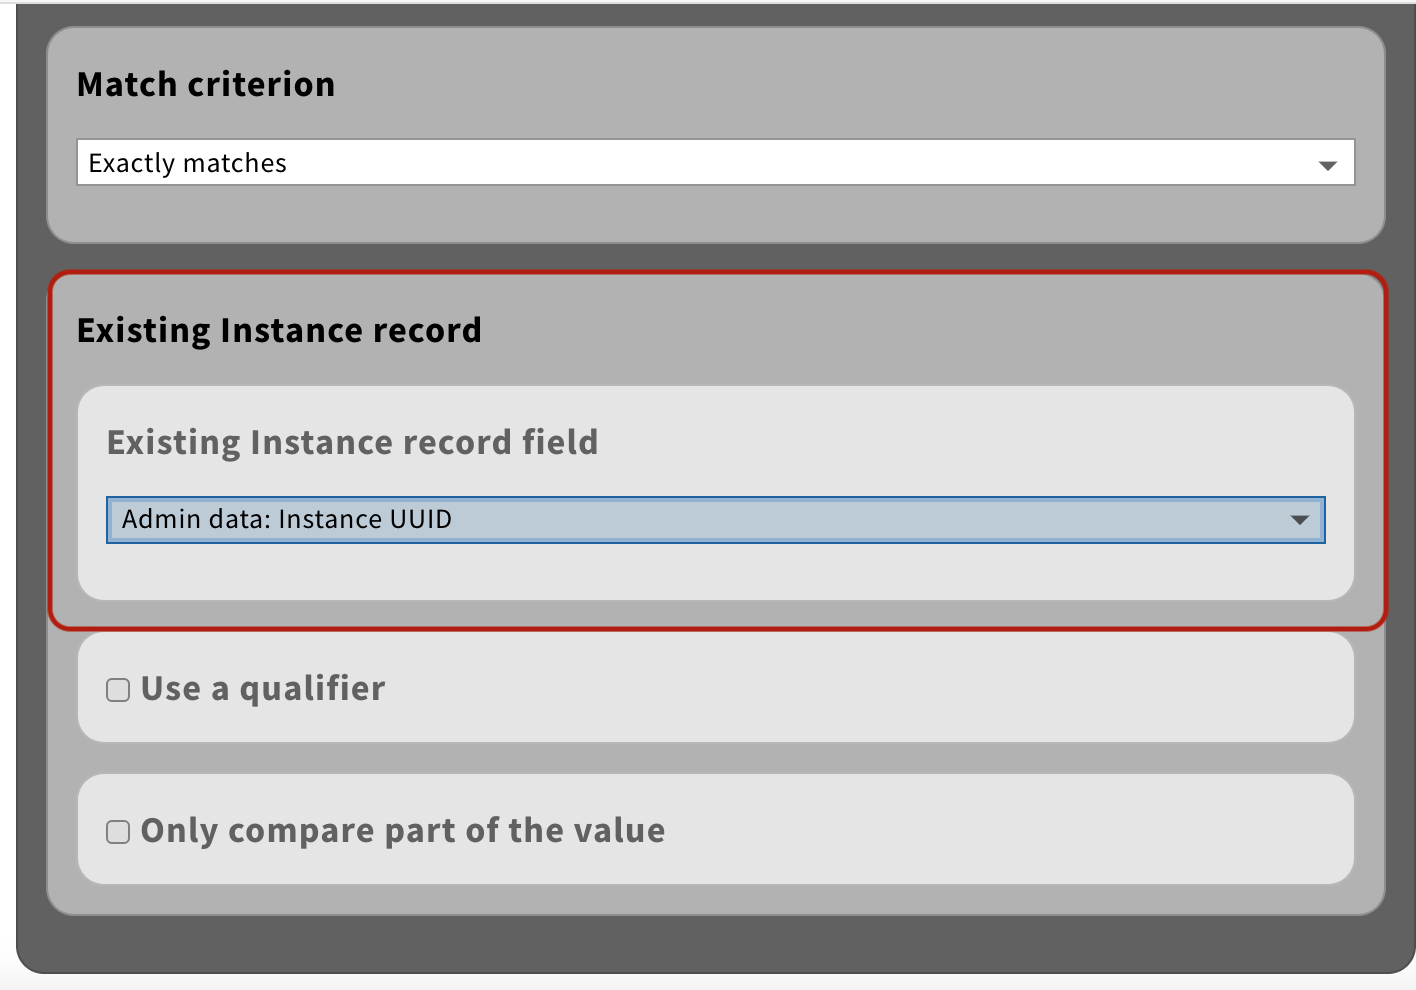 Match criterion
Exactly matches
Existing Instance record
Existing Instance record field
Admin data: Instance UUID
Use a qualifier
Only compare part of the value